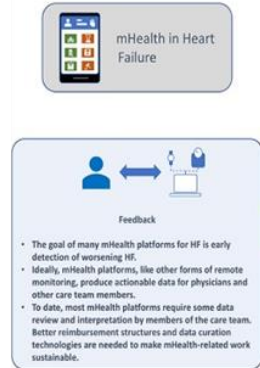 mHealth in Heart
Failure
Feedback
• The goal of many mHealth platforms for HF is early
detection of worsening HF.
• Ideally, mHealth platforms, like other forms of remote
monitoring, produce actionable data for physicians and
other care team members.
• To date, most mHealth platforms require some data
review and interpretation by members of the care team.
Better reimbursement structures and data curation
technologies are needed to make mHealth-related work
sustainable.